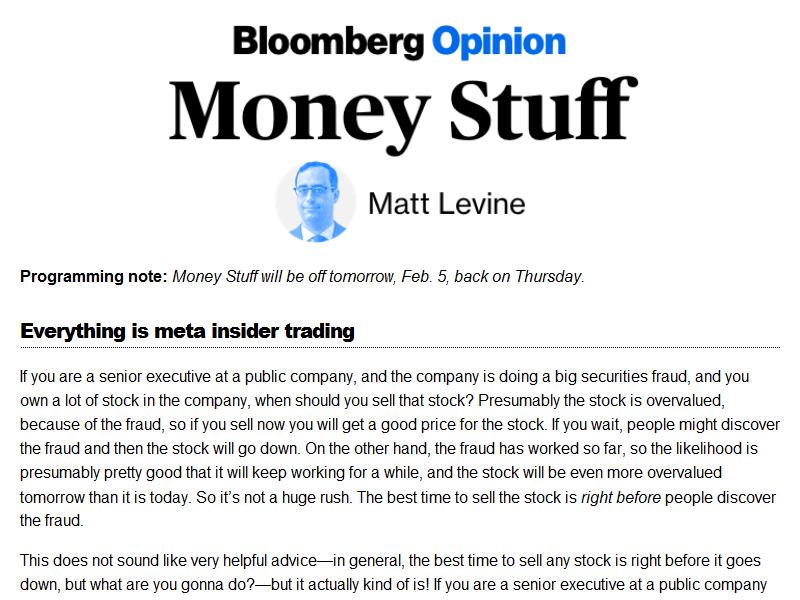 Bloomberg Opinion
Money Stuff
Matt Levine
Programming note: Money Stuff will be off tomorrow, Feb. 5, back on Thursday.
Everything is meta insider trading
If you are a senior executive at a public company, and the company is doing a big securities fraud, and you
own a lot of stock in the company, when should you sell that stock? Presumably the stock is overvalued,
because of the fraud, so if you sell now you will get a good price for the stock. If you wait, people might discover
the fraud and then the stock will go down. On the other hand, the fraud has worked so far, so the likelihood is
presumably pretty good that it will keep working for a while, and the stock will be even more overvalued
tomorrow than it is today. So it’s not a huge rush. The best time to sell the stock is right before people discover
the fraud.
This does not sound like very helpful advice—in general, the best time to sell any stock is right before it goes
down, but what are you gonna do?—but it actually kind of is! If you are a senior executive at a public company